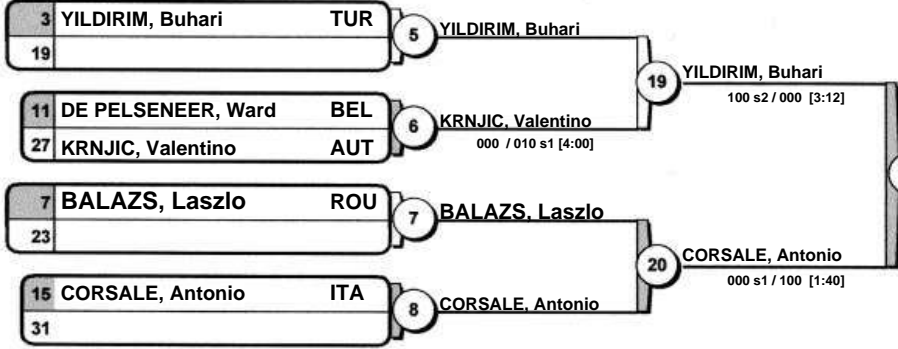 3 YILDIRIM, Buhari TUR
19
5
YILDIRIM, Buhari
11 DE PELSENEER, Ward BEL
27 KRNJIC, Valentino AUT
6
KRNJIC, Valentino
000 / 010 s1 [4:00]
19
YILDIRIM, Buhari
100 s2 / 000 [3:12]
7 BALAZS, Laszlo ROU
23
7
BALAZS, Laszlo
15 CORSALE, Antonio ITA
31
8
CORSALE, Antonio
20
CORSALE, Antonio
000 s1 / 100 [1:40]